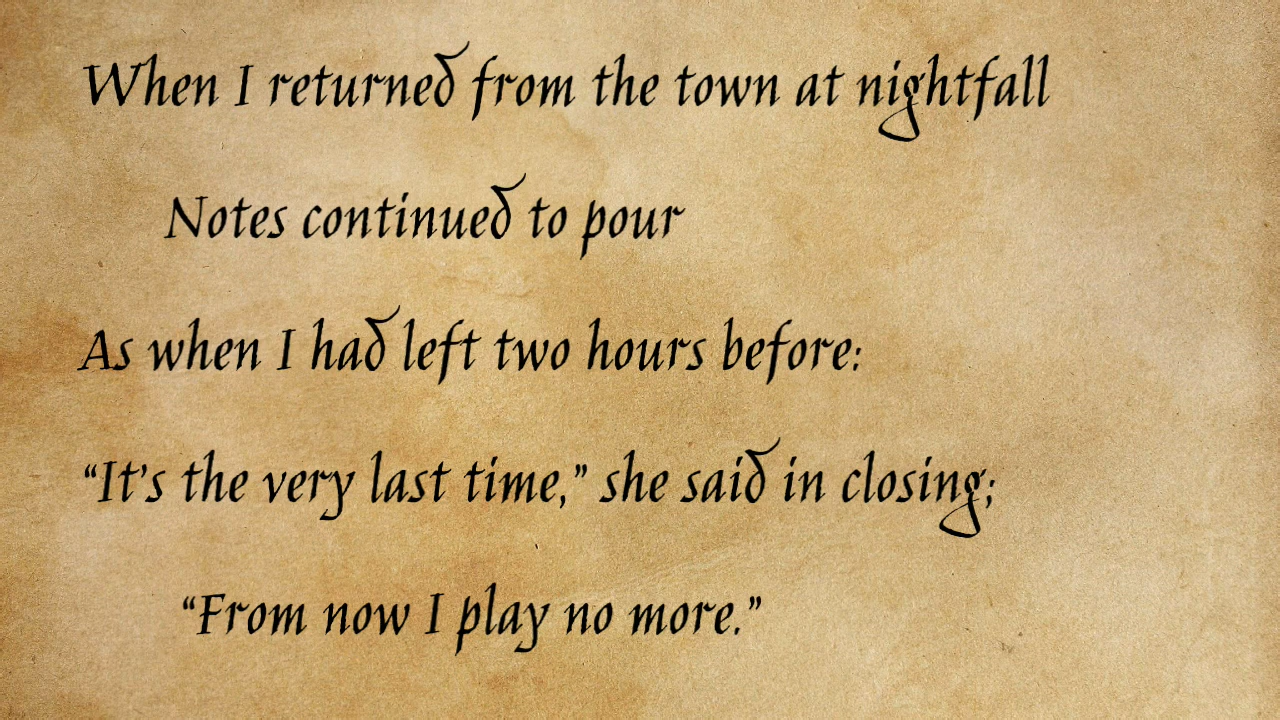 When I returned from the town at nightfall
Notes continued to pour
As when I had left two hours before:
“It’s the very last time,” she said in closing;
“From now I play no more.”